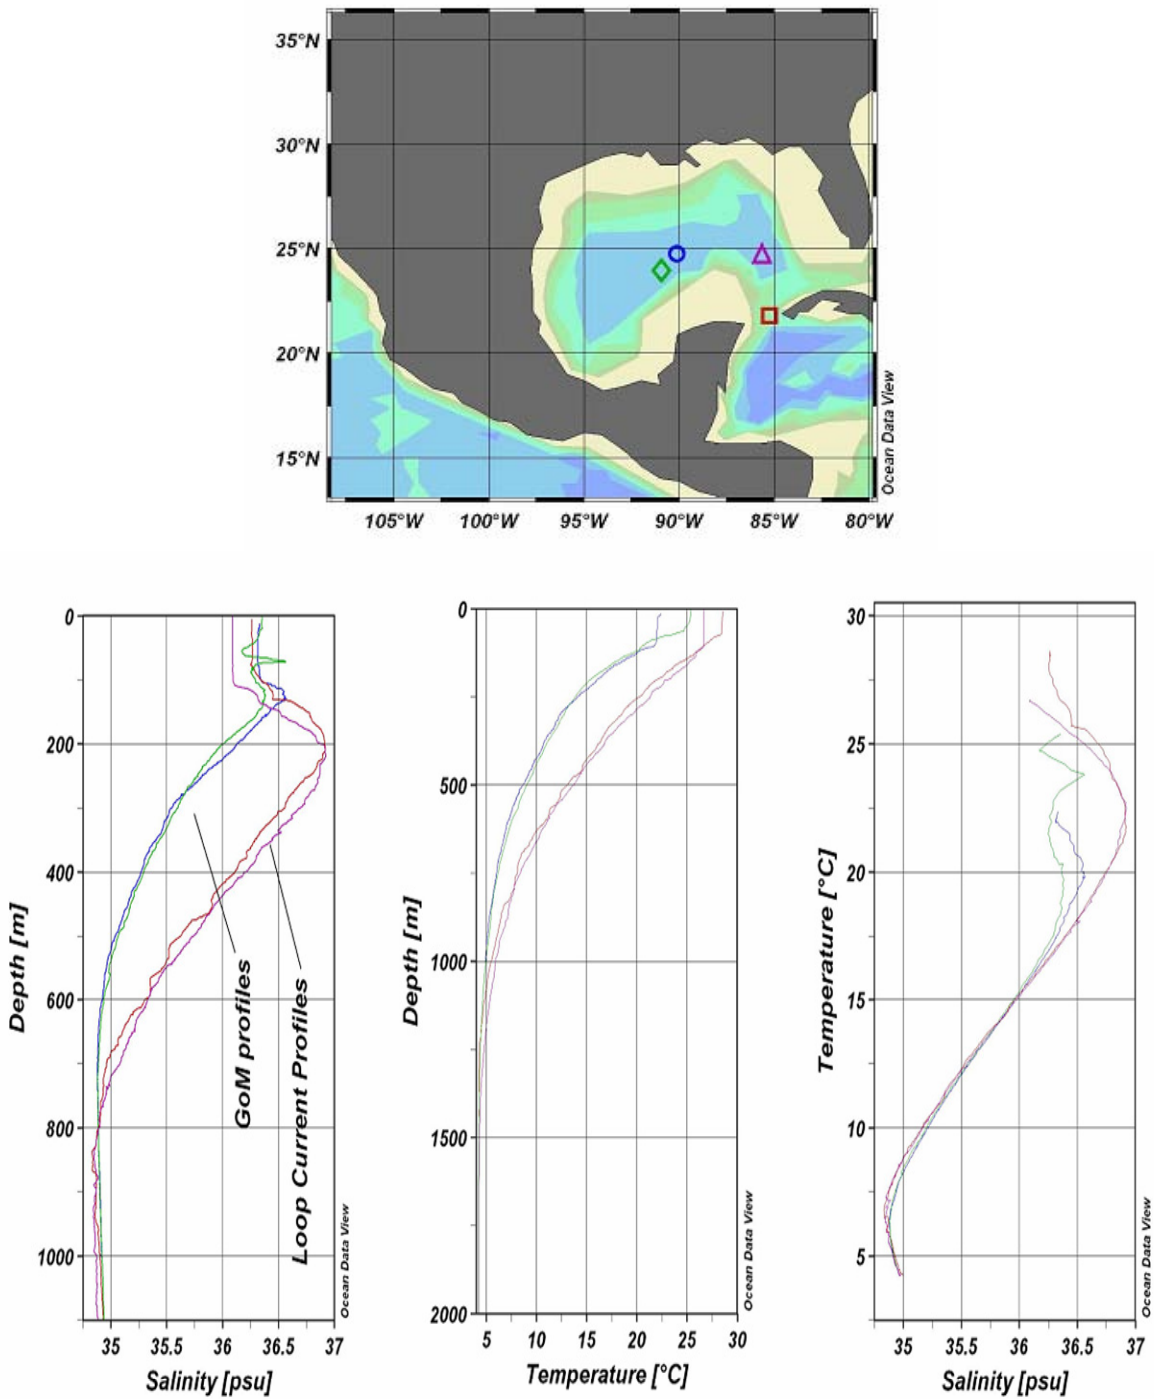 35°N
30°N
25°N
20°N
15°N
105°W 100°W 95°W 90°W 85°W 80°W
Ocean Data View
0
200
400
600
800
1000
Depth [m]
35 35.5 36 36.5 37
Salinity [psu]
GoM profiles
Loop Current Profiles
Ocean Data View
0
500
1000
1500
2000
Depth [m]
5 10 15 20 25 30
Temperature [°C]
Ocean Data View
30
25
20
15
10
5
Temperature [°C]
35 35.5 36 36.5 37
Salinity [psu]
Ocean Data View